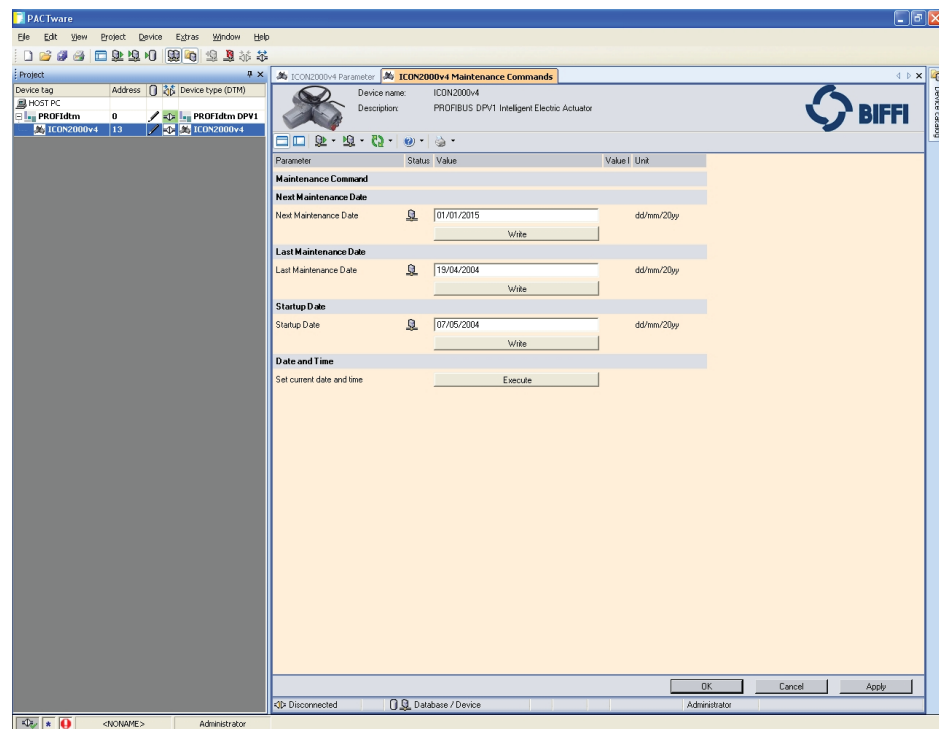 PACTware
File Edit View Project Device Extras Window Help
Project
Device tag Address Device type (DTM)
HOST PC
PROFIdtm 0 PROFIdtm DPV1
ICON2000v4 13 ICON2000v4
ICON2000v4 Parameter ICON2000v4 Maintenance Commands
Device name: ICON2000v4
Description: PROFIBUS DPV1 Intelligent Electric Actuator
BIFFI
Device catalog
Parameter Status Value Value Unit
Maintenance Command
Next Maintenance Date
Next Maintenance Date 01/01/2015 dd/mm/20yy
Write
Last Maintenance Date
Last Maintenance Date 19/04/2004 dd/mm/20yy
Write
Startup Date
Startup Date 07/05/2004 dd/mm/20yy
Write
Date and Time
Set current date and time Execute
OK Cancel Apply
Disconnected Database / Device Administrator
<NONAME> Administrator